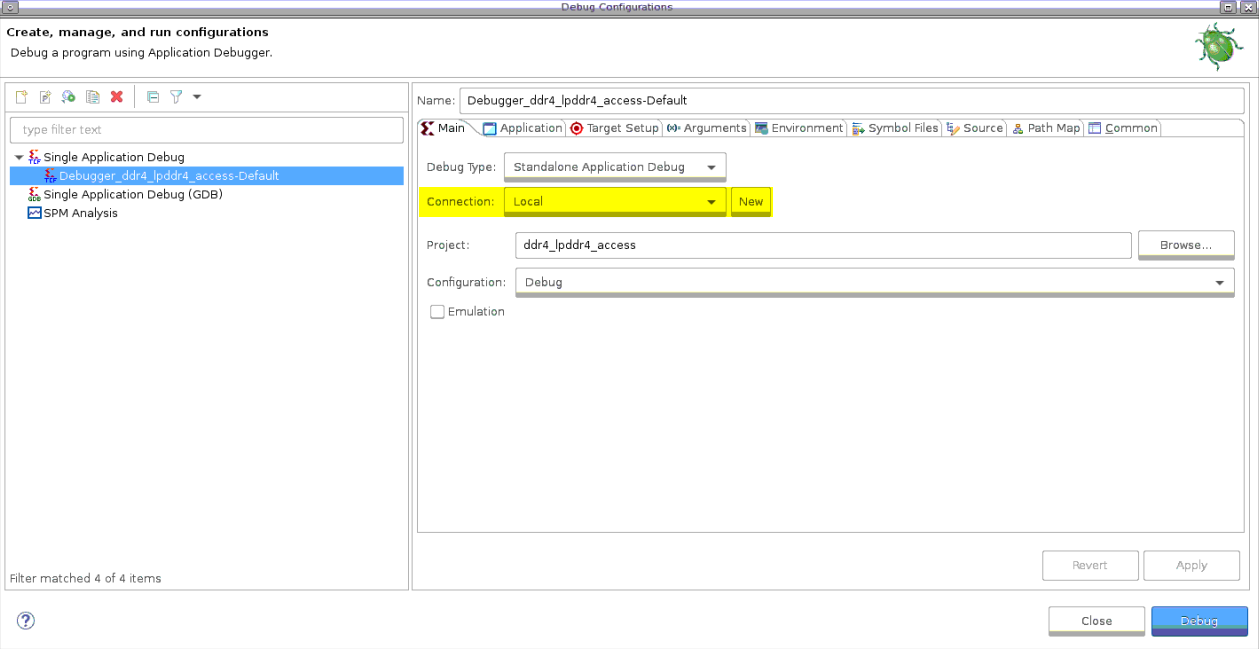 Debug Configurations
Create, manage, and run configurations
Debug a program using Application Debugger.
type filter text
Single Application Debug
Debugger_ddr4_lpddr4_access-Default
Single Application Debug (GDB)
SPM Analysis
Filter matched 4 of 4 items
Name: Debugger_ddr4_lpddr4_access-Default
Main Application Target Setup Arguments Environment Symbol Files Source Path Map Common
Debug Type: Standalone Application Debug
Connection: Local New
Project: ddr4_lpddr4_access Browse...
Configuration: Debug
Emulation
Revert Apply
Close Debug